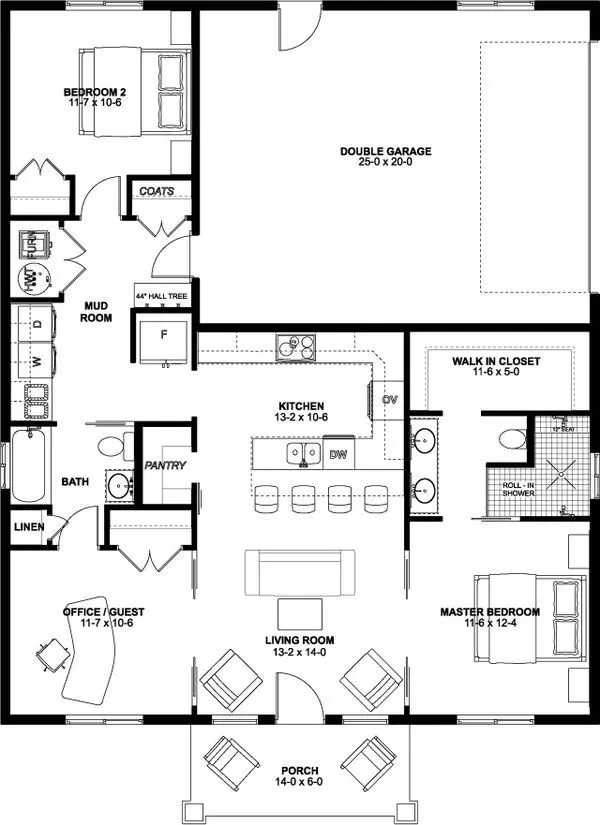 BEDROOM 2
11-7 x 10-6
DOUBLE GARAGE
25-0 x 20-0
COATS
FURN
HWT
44" HALL TREE
MUD
ROOM
D
W
F
KITCHEN
13-2 x 10-6
OV
DW
WALK IN CLOSET
11-6 x 5-0
12" SEAT
ROLL - IN
SHOWER
PANTRY
BATH
LINEN
OFFICE / GUEST
11-7 x 10-6
LIVING ROOM
13-2 x 14-0
MASTER BEDROOM
11-6 x 12-4
PORCH
14-0 x 6-0